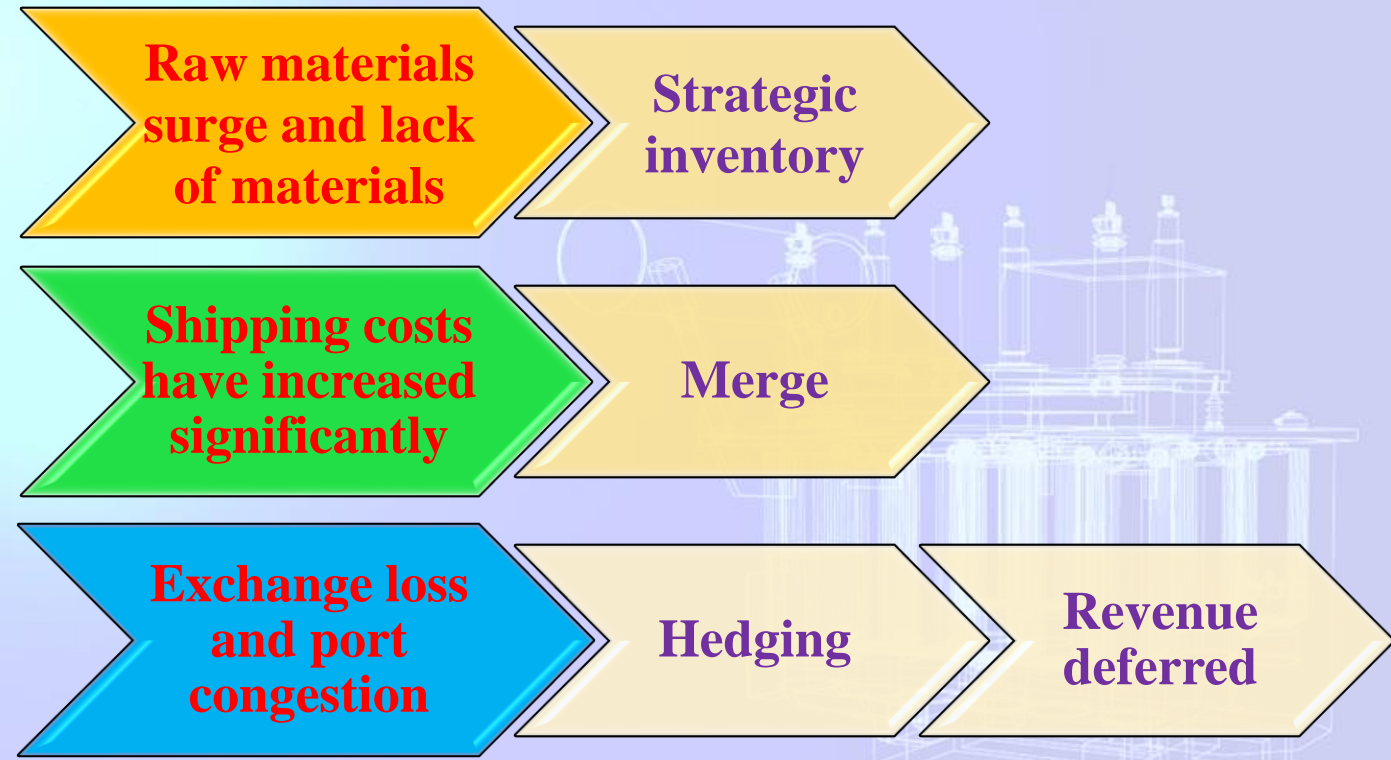 Raw materials
surge and lack
of materials
Strategic
inventory
Shipping costs
have increased
significantly
Merge
Exchange loss
and port
congestion
Hedging
Revenue
deferred